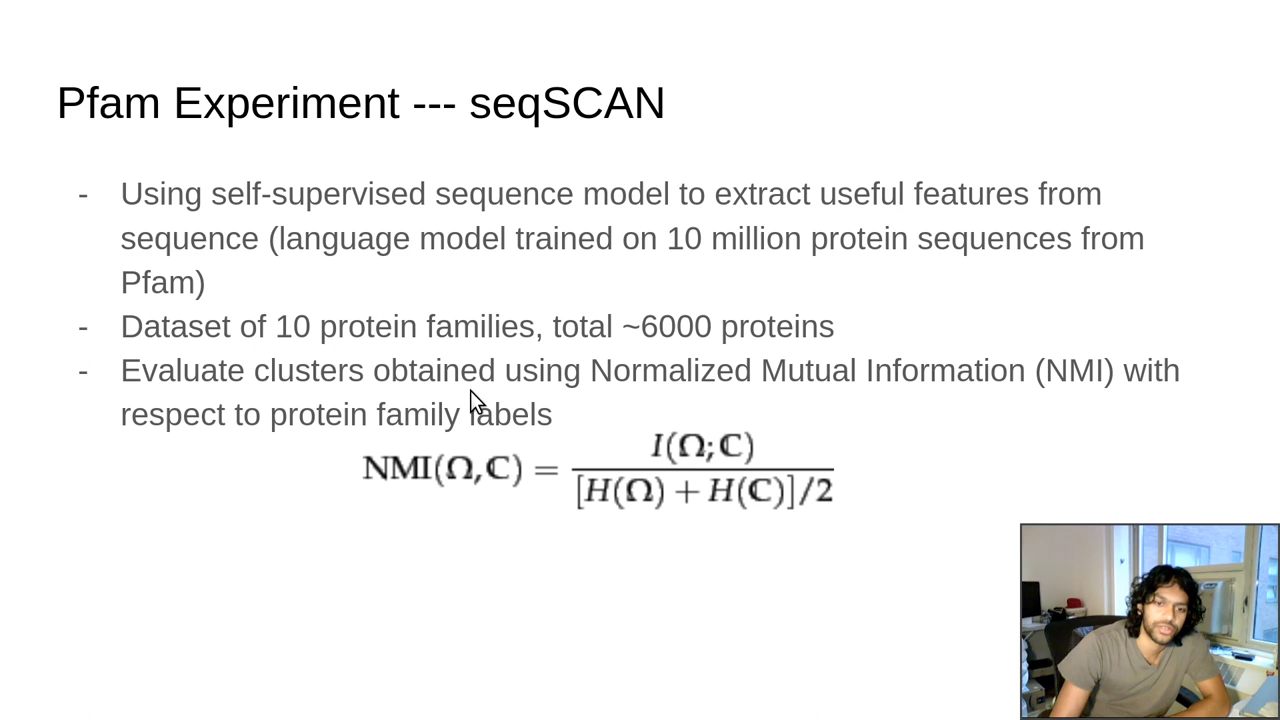 Pfam Experiment --- seqSCAN
- Using self-supervised sequence model to extract useful features from
sequence (language model trained on 10 million protein sequences from
Pfam)
- Dataset of 10 protein families, total ~6000 proteins
- Evaluate clusters obtained using Normalized Mutual Information (NMI) with
respect to protein family labels
NMI(Ω, ℂ) = I(Ω; ℂ) / [H(Ω) + H(ℂ)]/2